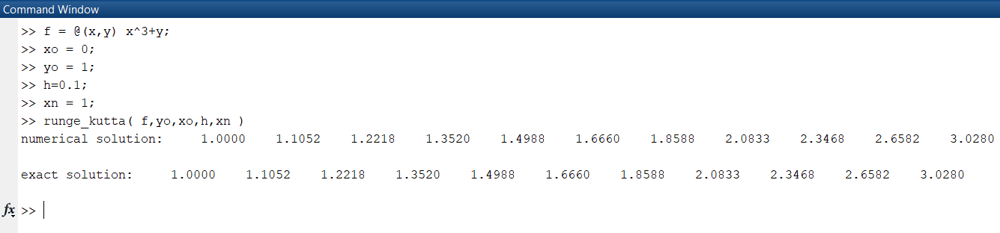 Command Window
>> f = @(x,y) x^3+y;
>> xo = 0;
>> yo = 1;
>> h=0.1;
>> xn = 1;
>> runge_kutta( f,yo,xo,h,xn )
numerical solution: 1.0000 1.1052 1.2218 1.3520 1.4988 1.6660 1.8588 2.0833 2.3468 2.6582 3.0280
exact solution: 1.0000 1.1052 1.2218 1.3520 1.4988 1.6660 1.8588 2.0833 2.3468 2.6582 3.0280
fx >>